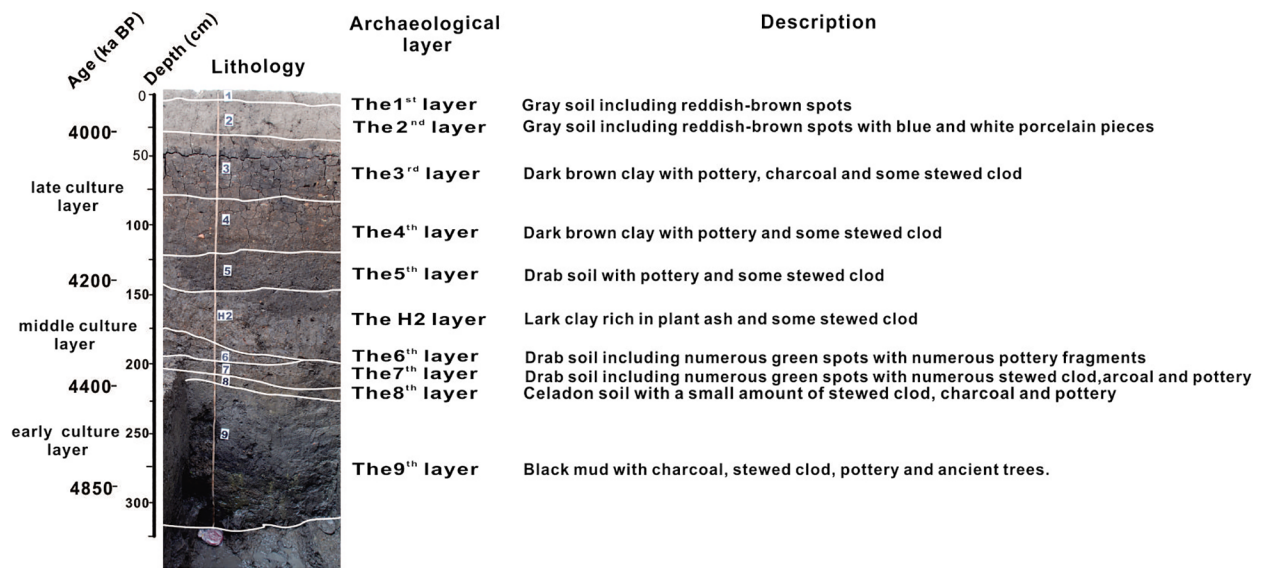 Age (ka BP)
Depth (cm)
Lithology
Archaeological
layer
Description
0
4000
50
late culture
layer
100
4200
150
middle culture
layer
200
4400
early culture
layer
250
4850
300
1
2
3
4
5
H2
6
7
8
9
The1st layer Gray soil including reddish-brown spots
The2nd layer Gray soil including reddish-brown spots with blue and white porcelain pieces
The3rd layer Dark brown clay with pottery, charcoal and some stewed clod
The4th layer Dark brown clay with pottery and some stewed clod
The5th layer Drab soil with pottery and some stewed clod
The H2 layer Lark clay rich in plant ash and some stewed clod
The6th layer Drab soil including numerous green spots with numerous pottery fragments
The7th layer Drab soil including numerous green spots with numerous stewed clod,arcoal and pottery
The8th layer Celadon soil with a small amount of stewed clod, charcoal and pottery
The9th layer Black mud with charcoal, stewed clod, pottery and ancient trees.